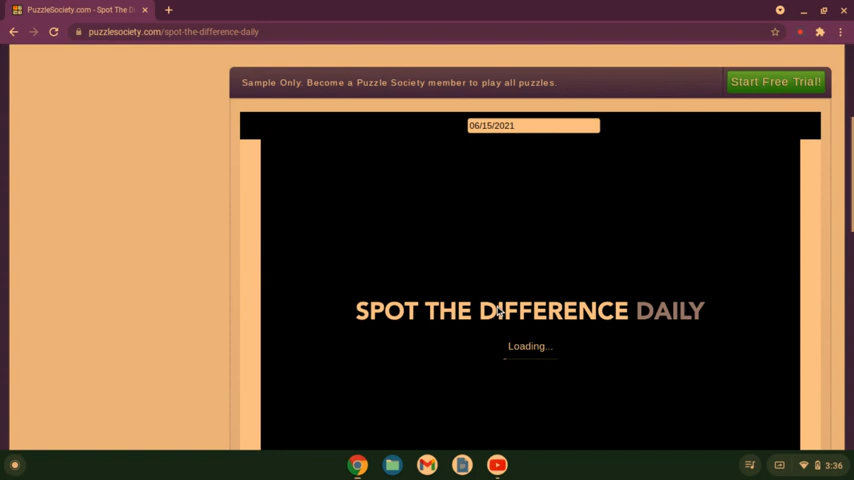 PuzzleSociety.com - Spot The Di
puzzlesociety.com/spot-the-difference-daily
Sample Only. Become a Puzzle Society member to play all puzzles.
Start Free Trial!
06/15/2021
SPOT THE DIFFERENCE DAILY
Loading...
3:36